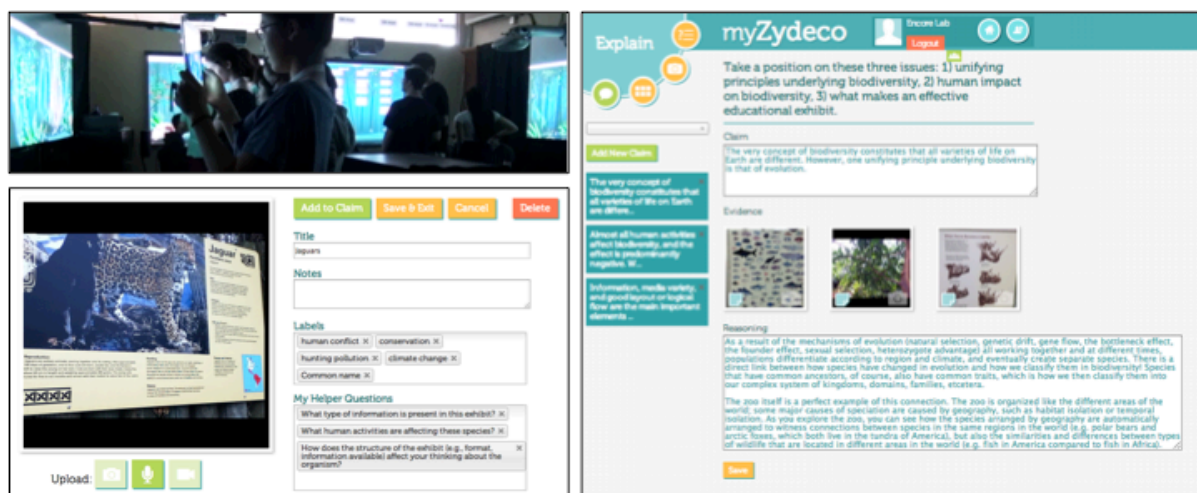 Add to Claim
Save & Exit
Cancel
Delete
Title
jaguars
Notes
Labels
human conflict ×
conservation ×
hunting pollution ×
climate change ×
Common name ×
My Helper Questions
What type of information is present in this exhibit? ×
What human activities are affecting these species? ×
How does the structure of the exhibit (e.g., format, ×
information available) affect your thinking about the
organism?
Upload:
Jaguar
Explain
myZydeco
Encore Lab
Logout
Take a position on these three issues: 1) unifying
principles underlying biodiversity, 2) human impact
on biodiversity, 3) what makes an effective
educational exhibit.
Add New Claim
The very concept of
biodiversity constitutes that
all varieties of life on Earth
are differe...
Almost all human activities
affect biodiversity, and the
effect is predominantly
negative. W...
Information, media variety,
and good layout or logical
flow are the main important
elements ...
Claim
The very concept of biodiversity constitutes that all varieties of life on
Earth are different. However, one unifying principle underlying biodiversity
is that of evolution.
Evidence
Reasoning
As a result of the mechanisms of evolution (natural selection, genetic drift, gene flow, the bottleneck effect,
the founder effect, sexual selection, heterozygote advantage) all working together and at different times,
populations differentiate according to region and climate, and eventually create separate species. There is a
direct link between how species have changed in evolution and how we classify them in biodiversity! Species
that have common ancestors, of course, also have common traits, which is how we then classify them into
our complex system of kingdoms, domains, families, etcetera.
The zoo itself is a perfect example of this connection. The zoo is organized like the different areas of the
world; some major causes of speciation are caused by geography, such as habitat isolation or temporal
isolation. As you explore the zoo, you can see how the species arranged by geography are automatically
arranged to witness connections between species in the same regions in the world (e.g. polar bears and
arctic foxes, which both live in the tundra of America), but also the similarities and differences between types
of wildlife that are located in different areas in the world (e.g. fish in America compared to fish in Africa).
Save